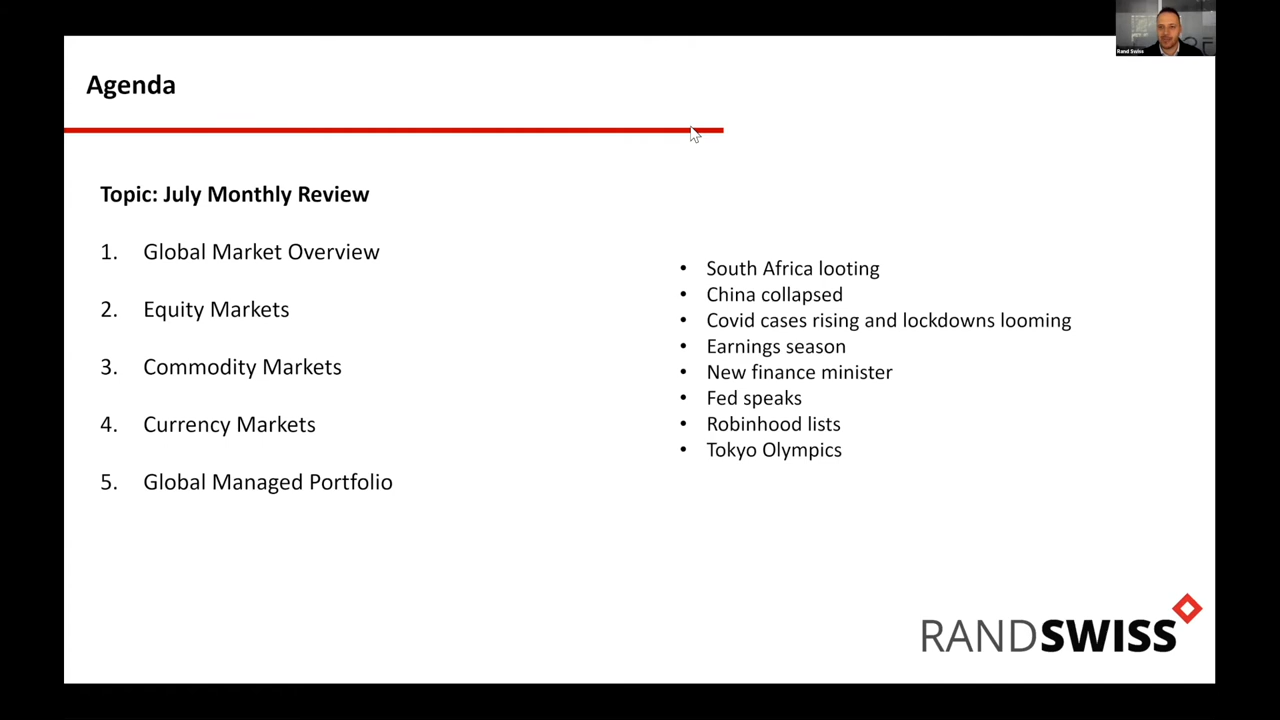 Agenda
Rand Swiss
Topic: July Monthly Review
1. Global Market Overview
2. Equity Markets
3. Commodity Markets
4. Currency Markets
5. Global Managed Portfolio
• South Africa looting
• China collapsed
• Covid cases rising and lockdowns looming
• Earnings season
• New finance minister
• Fed speaks
• Robinhood lists
• Tokyo Olympics
RANDSWISS